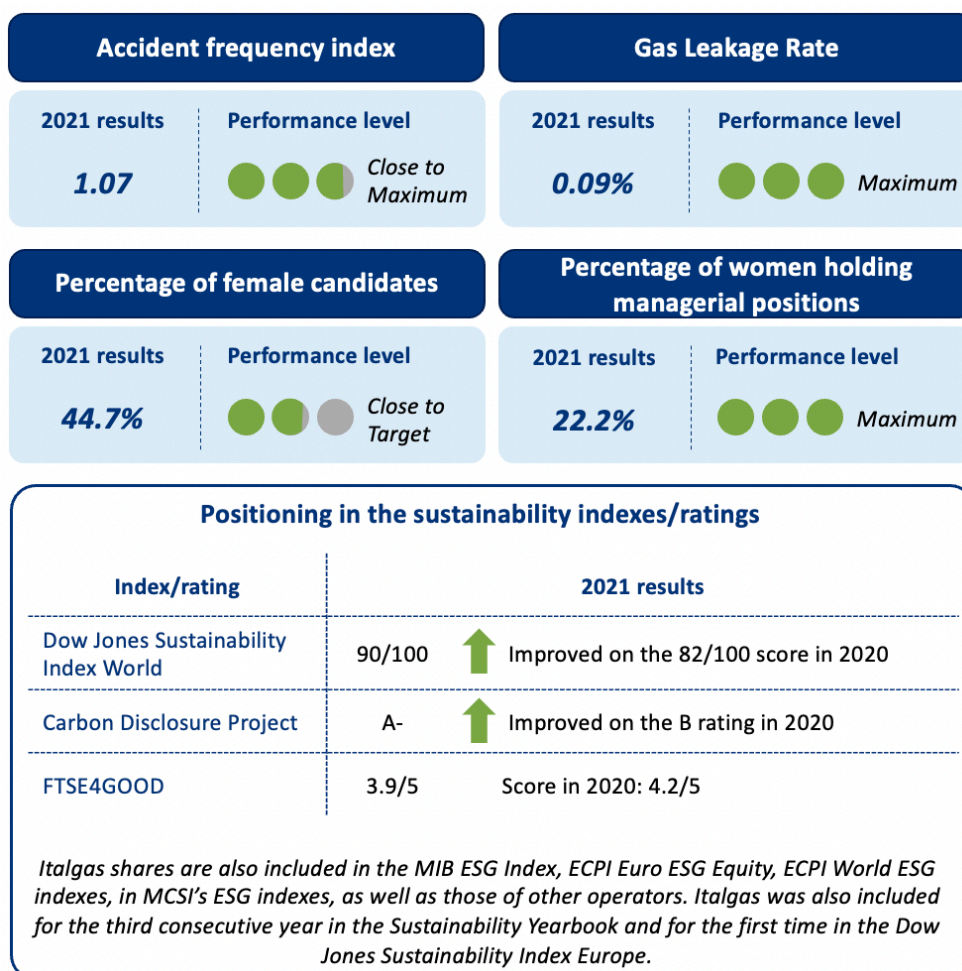 Accident frequency index
2021 results
Performance level
1.07
Close to
Maximum
Gas Leakage Rate
2021 results
Performance level
0.09%
Maximum
Percentage of female candidates
2021 results
Performance level
44.7%
Close to
Target
Percentage of women holding
managerial positions
2021 results
Performance level
22.2%
Maximum
Positioning in the sustainability indexes/ratings
Index/rating
2021 results
Dow Jones Sustainability
Index World
90/100
Improved on the 82/100 score in 2020
Carbon Disclosure Project
A-
Improved on the B rating in 2020
FTSE4GOOD
3.9/5
Score in 2020: 4.2/5
Italgas shares are also included in the MIB ESG Index, ECPI Euro ESG Equity, ECPI World ESG
indexes, in MCSI's ESG indexes, as well as those of other operators. Italgas was also included
for the third consecutive year in the Sustainability Yearbook and for the first time in the Dow
Jones Sustainability Index Europe.